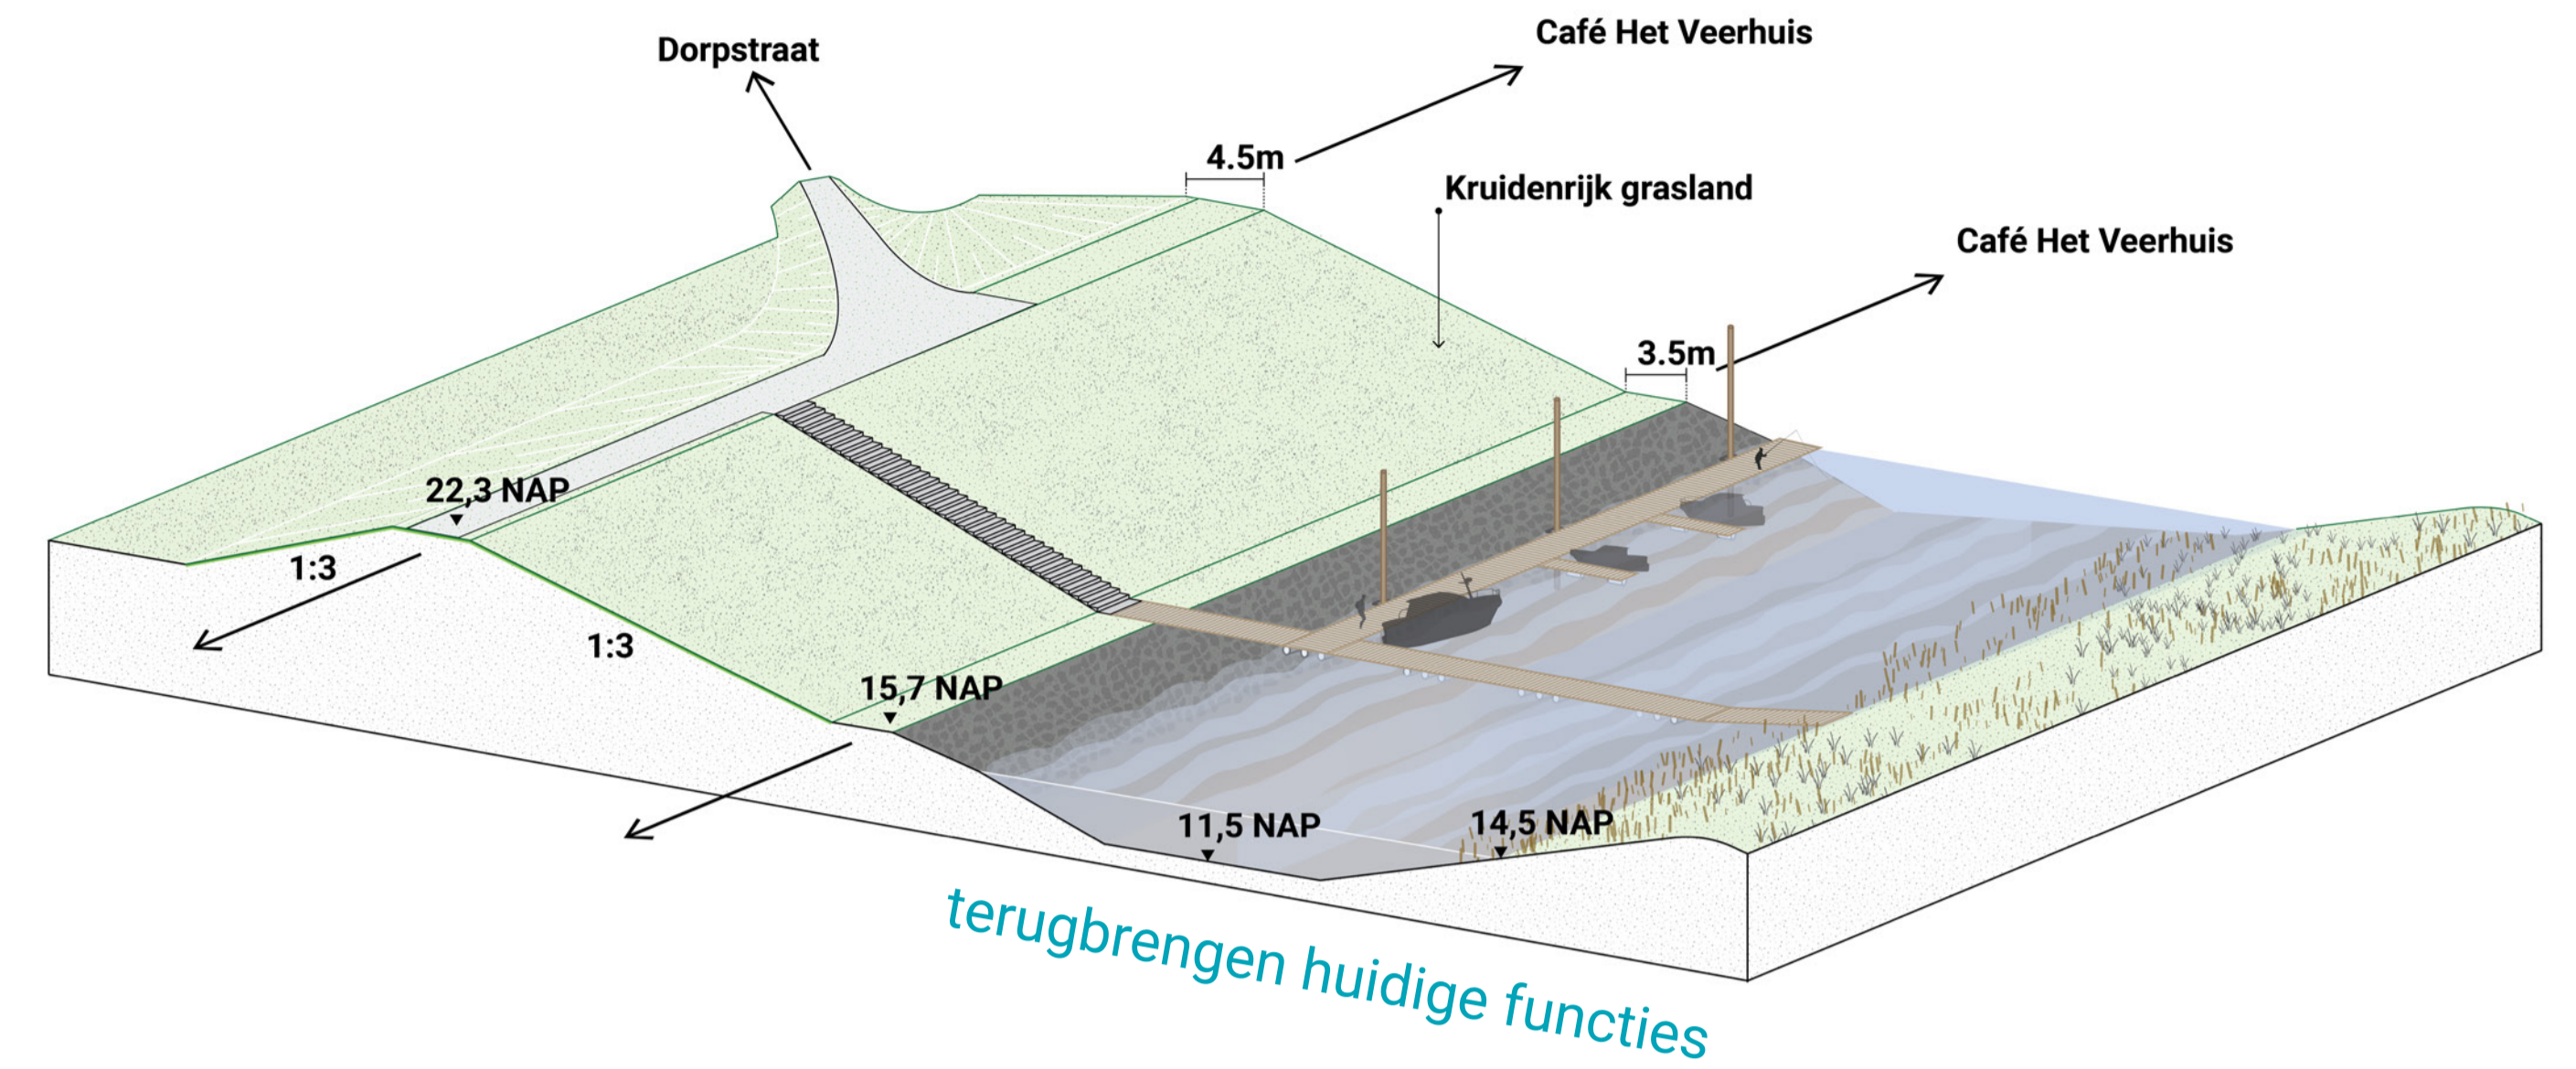 Café Het Veerhuis
Dorpstraat
4.5m
Kruidenrijk grasland
Café Het Veerhuis
3.5m
22,3 NAP
1:3
1:3
15,7 NAP
11,5 NAP
14,5 NAP
terugbrengen huidige functies